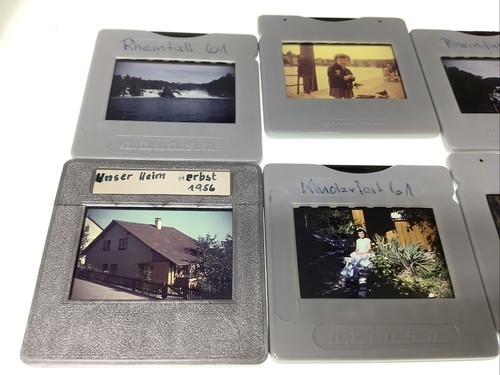 Rheinfall 61
Rheinfall
Unser Heim Herbst
1956
Kinderfest 61